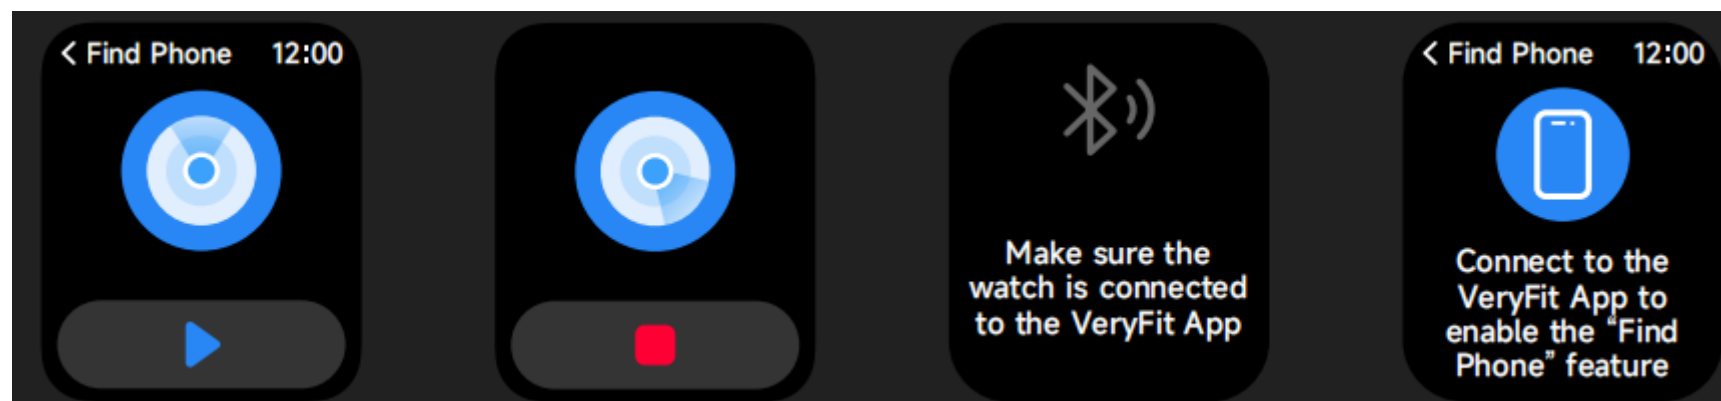 Find Phone 12:00
Make sure the
watch is connected
to the VeryFit App
Find Phone 12:00
Connect to the
VeryFit App to
enable the “Find
Phone” feature